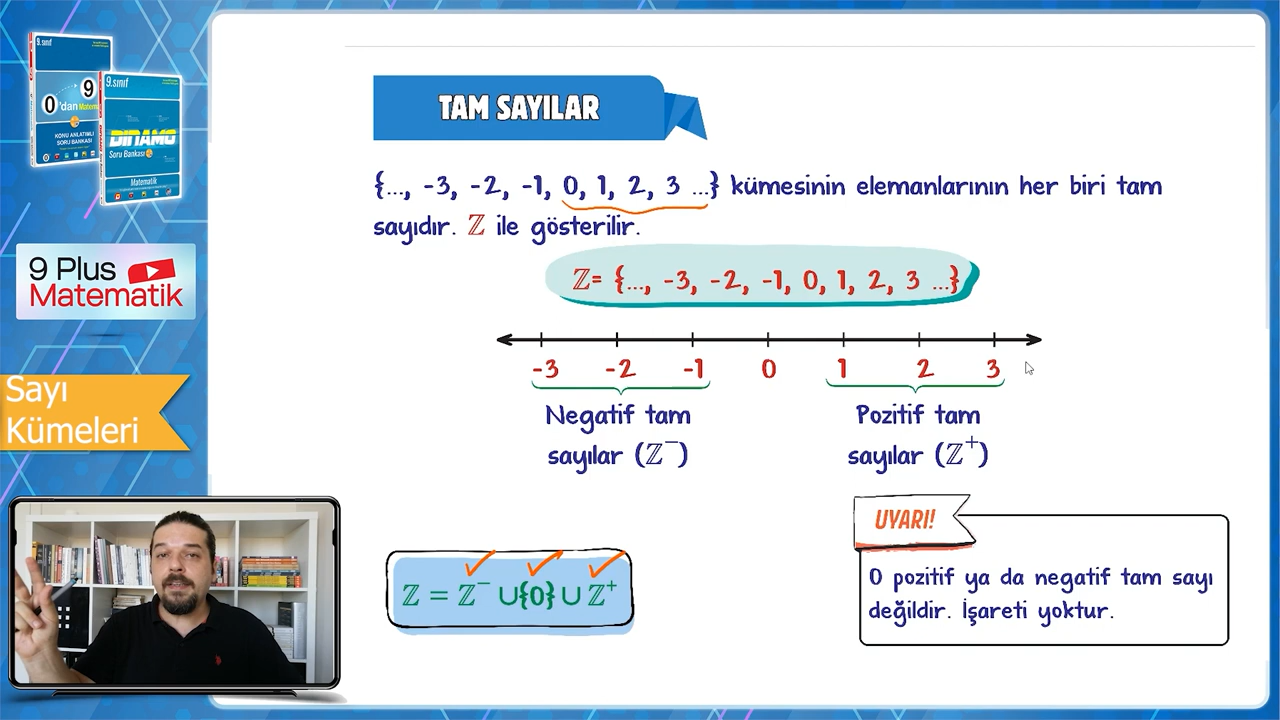 TAM SAYILAR
{..., -3, -2, -1, 0, 1, 2, 3 ...} kümesinin elemanlarının her biri tam
sayıdır. ℤ ile gösterilir.
ℤ= {..., -3, -2, -1, 0, 1, 2, 3 ...}
-3 -2 -1 0 1 2 3
Negatif tam
sayılar (ℤ⁻)
Pozitif tam
sayılar (ℤ⁺)
ℤ = ℤ⁻ ∪{0} ∪ ℤ⁺
UYARI!
0 pozitif ya da negatif tam sayı
değildir. İşareti yoktur.
9.sınıf
0 9
'dan Matem
KONU ANLATIMLI
SORU BANKASI
9.sınıf
DİNAMO
Soru Bankası
Matematik
9 Plus
Matematik
Sayı
Kümeleri